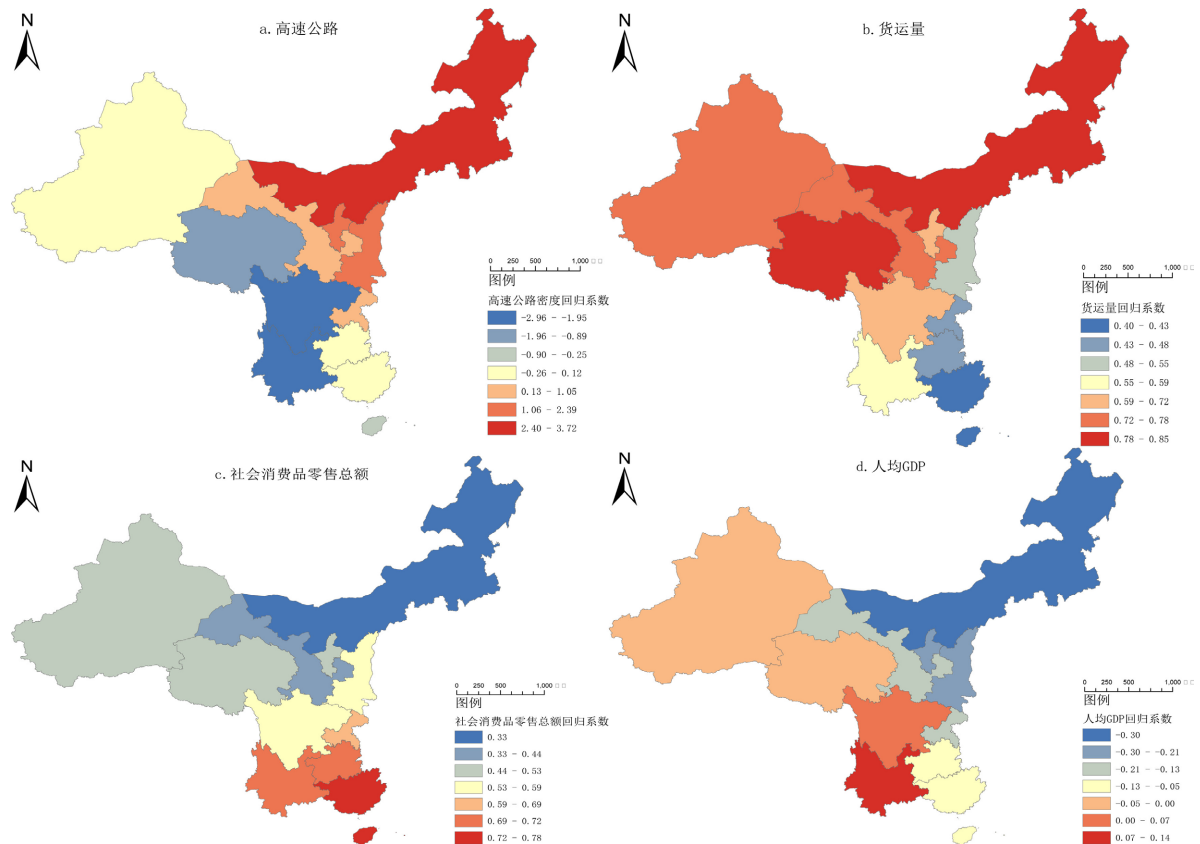 N
a.高速公路
0 250 500 1,000
图例
高速公路密度回归系数
-2.96 - -1.95
-1.96 - -0.89
-0.90 - -0.25
-0.26 - 0.12
0.13 - 1.05
1.06 - 2.39
2.40 - 3.72
N
b.货运量
0 250 500 1,000
图例
货运量回归系数
0.40 - 0.43
0.43 - 0.48
0.48 - 0.55
0.55 - 0.59
0.59 - 0.72
0.72 - 0.78
0.78 - 0.85
N
c.社会消费品零售总额
0 250 500 1,000
图例
社会消费品零售总额回归系数
0.33
0.33 - 0.44
0.44 - 0.53
0.53 - 0.59
0.59 - 0.69
0.69 - 0.72
0.72 - 0.78
N
d.人均GDP
0 250 500 1,000
图例
人均GDP回归系数
-0.30
-0.30 - -0.21
-0.21 - -0.13
-0.13 - -0.05
-0.05 - 0.00
0.00 - 0.07
0.07 - 0.14